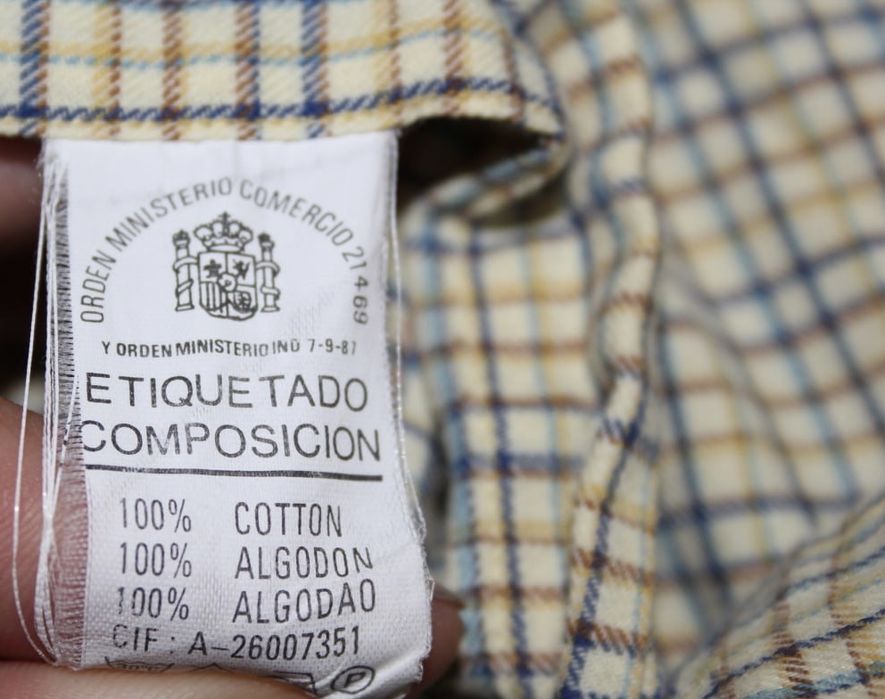 ORDEN MINISTERIO COMERCIO 21 4 69
Y ORDEN MINISTERIO IND 7-9-87
ETIQUETADO
COMPOSICION
100% COTTON
100% ALGODON
100% ALGODAO
CIF: A-26007351
P